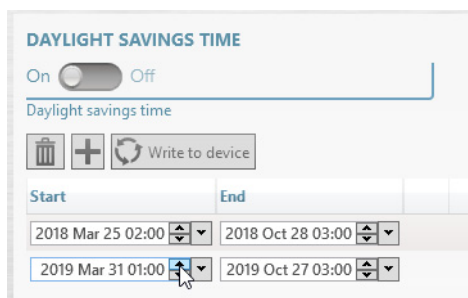 DAYLIGHT SAVINGS TIME
On Off
Daylight savings time
Write to device
Start End
2018 Mar 25 02:00 2018 Oct 28 03:00
2019 Mar 31 01:00 2019 Oct 27 03:00